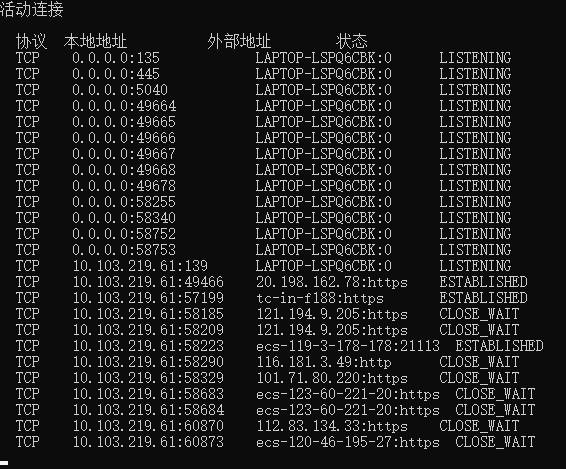 活动连接
协议 本地地址 外部地址 状态
TCP 0.0.0.0:135 LAPTOP-LSPQ6CBK:0 LISTENING
TCP 0.0.0.0:445 LAPTOP-LSPQ6CBK:0 LISTENING
TCP 0.0.0.0:5040 LAPTOP-LSPQ6CBK:0 LISTENING
TCP 0.0.0.0:49664 LAPTOP-LSPQ6CBK:0 LISTENING
TCP 0.0.0.0:49665 LAPTOP-LSPQ6CBK:0 LISTENING
TCP 0.0.0.0:49666 LAPTOP-LSPQ6CBK:0 LISTENING
TCP 0.0.0.0:49667 LAPTOP-LSPQ6CBK:0 LISTENING
TCP 0.0.0.0:49668 LAPTOP-LSPQ6CBK:0 LISTENING
TCP 0.0.0.0:49678 LAPTOP-LSPQ6CBK:0 LISTENING
TCP 0.0.0.0:58255 LAPTOP-LSPQ6CBK:0 LISTENING
TCP 0.0.0.0:58340 LAPTOP-LSPQ6CBK:0 LISTENING
TCP 0.0.0.0:58752 LAPTOP-LSPQ6CBK:0 LISTENING
TCP 0.0.0.0:58753 LAPTOP-LSPQ6CBK:0 LISTENING
TCP 10.103.219.61:139 LAPTOP-LSPQ6CBK:0 LISTENING
TCP 10.103.219.61:49466 20.198.162.78:https ESTABLISHED
TCP 10.103.219.61:57199 tc-in-f188:https ESTABLISHED
TCP 10.103.219.61:58185 121.194.9.205:https CLOSE_WAIT
TCP 10.103.219.61:58209 121.194.9.205:https CLOSE_WAIT
TCP 10.103.219.61:58223 ecs-119-3-178-178:21113 ESTABLISHED
TCP 10.103.219.61:58290 116.181.3.49:http CLOSE_WAIT
TCP 10.103.219.61:58329 101.71.80.220:https CLOSE_WAIT
TCP 10.103.219.61:58683 ecs-123-60-221-20:https CLOSE_WAIT
TCP 10.103.219.61:58684 ecs-123-60-221-20:https CLOSE_WAIT
TCP 10.103.219.61:60870 112.83.134.33:https CLOSE_WAIT
TCP 10.103.219.61:60873 ecs-120-46-195-27:https CLOSE_WAIT